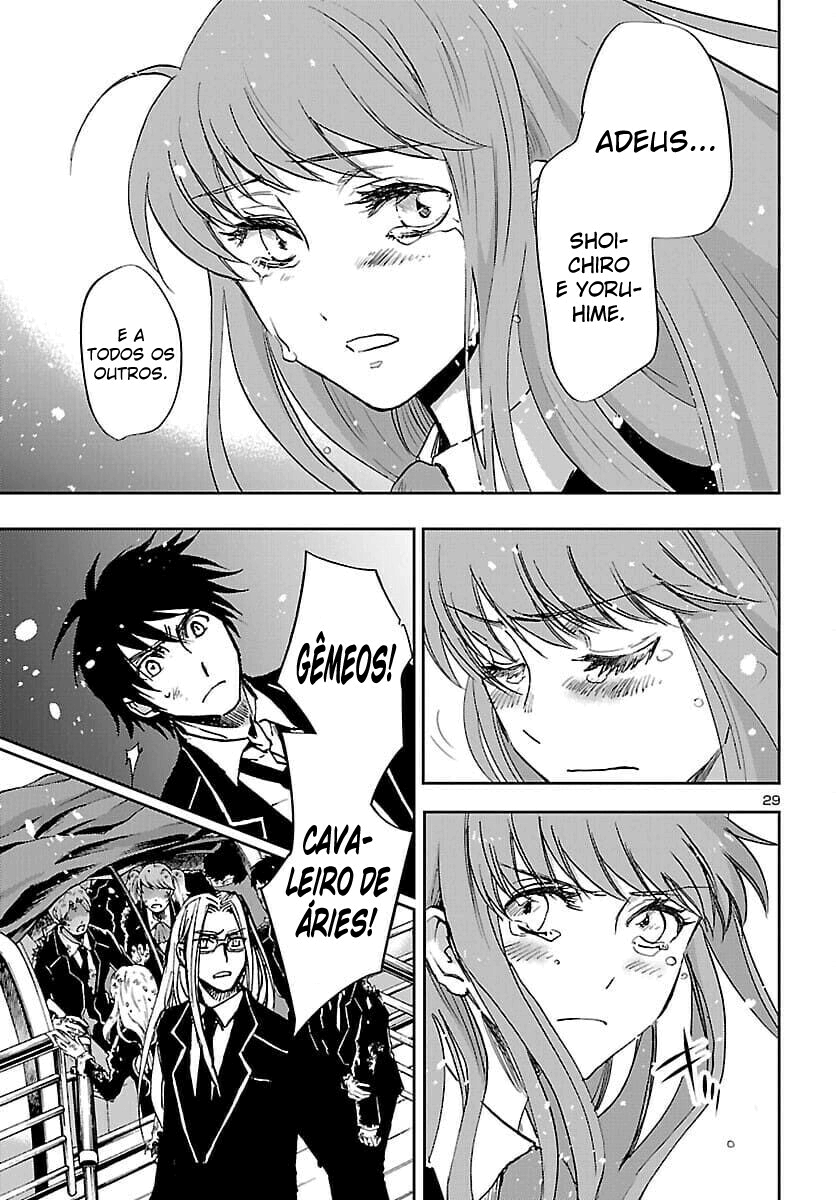 ADEUS...
SHOI-
CHIRO
E YORU-
HIME.
E A
TODOS OS
OUTROS.
29
GÊMEOS!
CAVA-
LEIRO DE
ÁRIES!